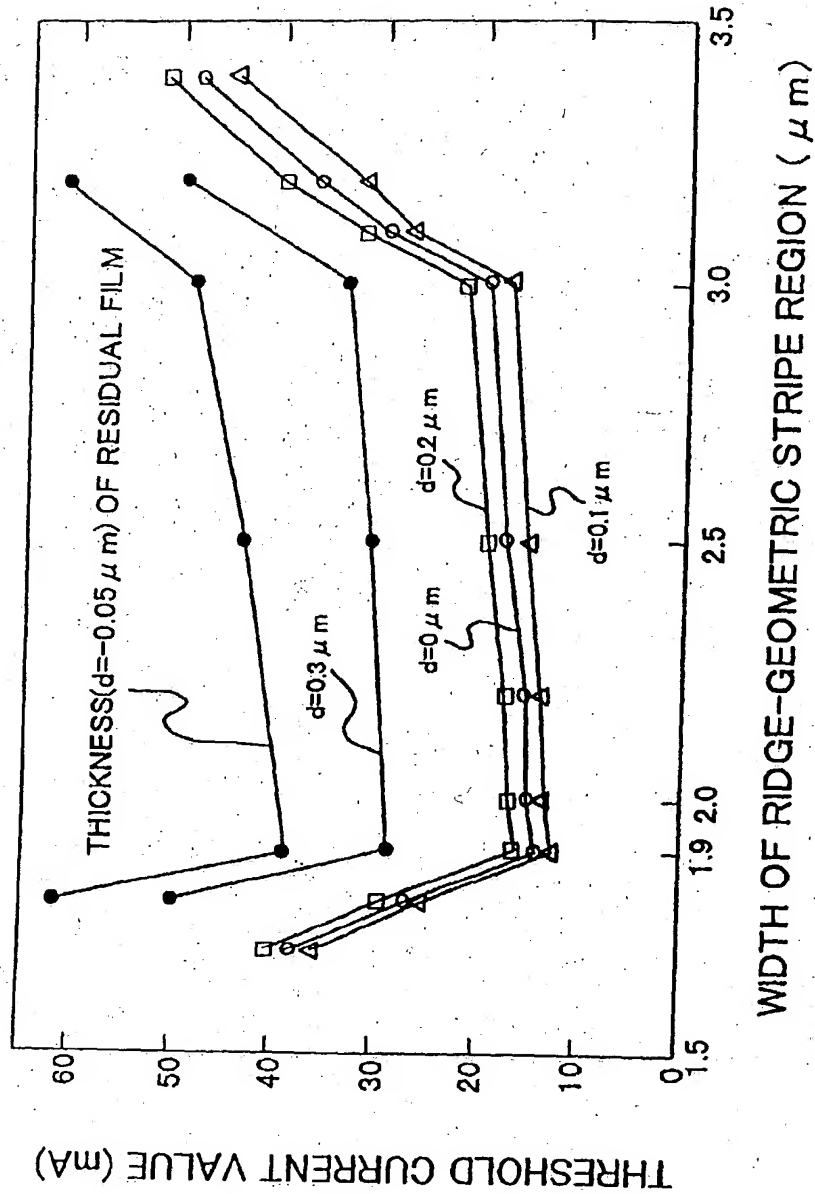 THRESHOLD CURRENT VALUE (mA)
60
50
40
30
20
10
0
THICKNESS(d=-0.05 μm) OF RESIDUAL FILM
d=0.3 μm
d=0.2 μm
d=0 μm
d=0.1 μm
1.5
1.9
2.0
2.5
3.0
3.5
WIDTH OF RIDGE-GEOMETRIC STRIPE REGION (μm)